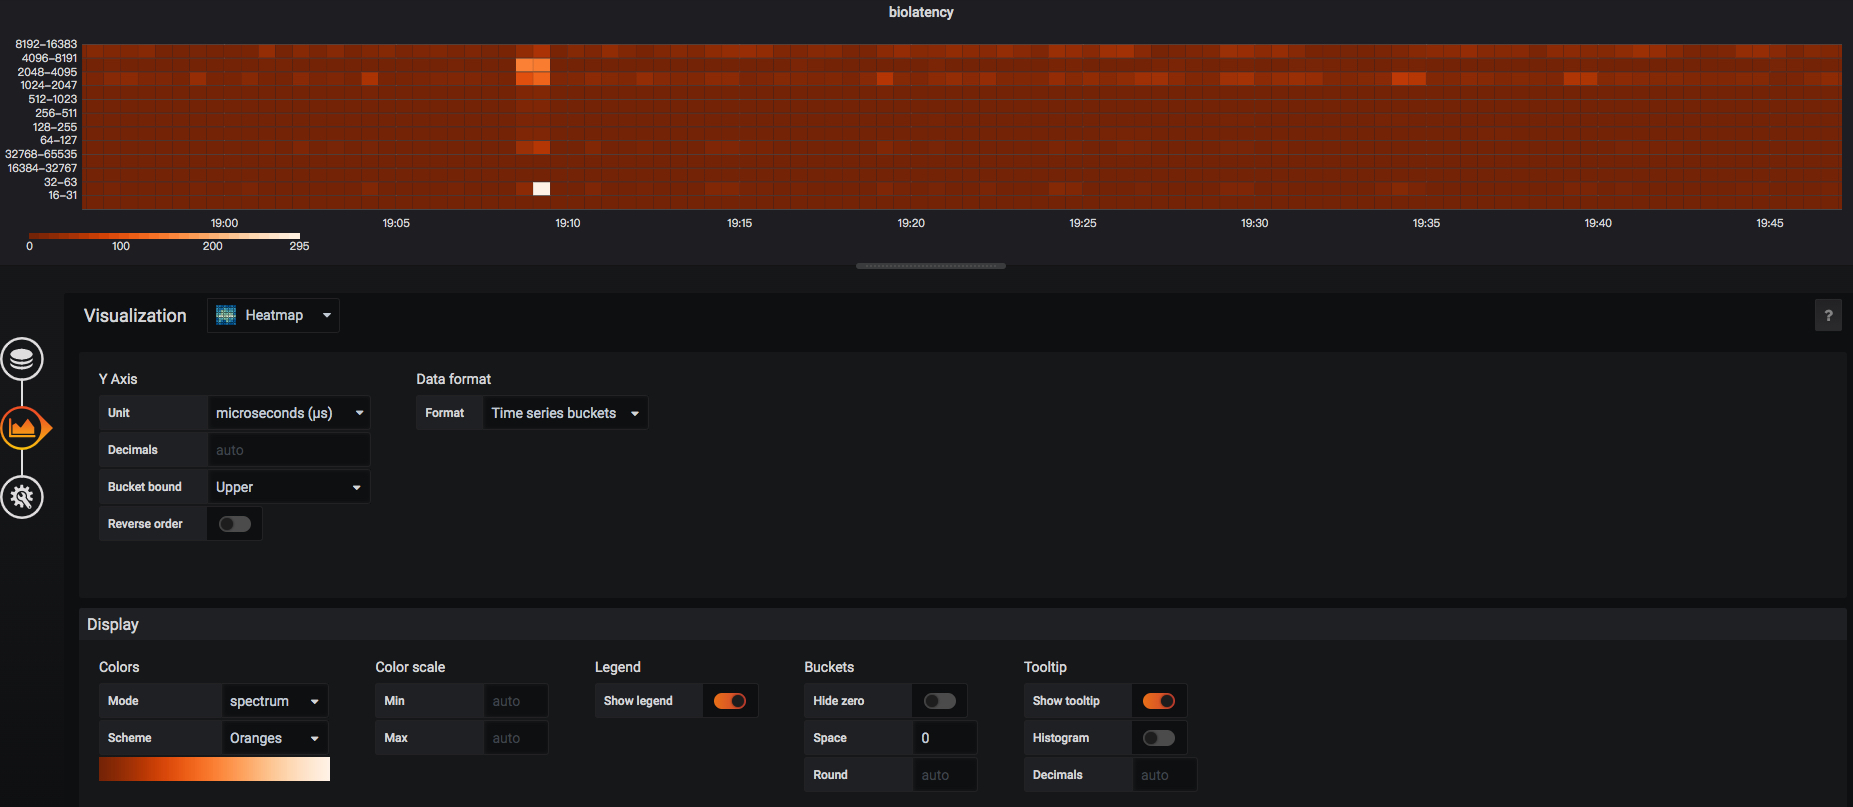 biolatency
8192–16383
4096–8191
2048–4095
1024–2047
512–1023
256–511
128–255
64–127
32768–65535
16384–32767
32–63
16–31
19:00 19:05 19:10 19:15 19:20 19:25 19:30 19:35 19:40 19:45
0 100 200 295
Visualization Heatmap ?
Y Axis Data format
Unit microseconds (µs) Format Time series buckets
Decimals auto
Bucket bound Upper
Reverse order
Display
Colors Color scale Legend Buckets Tooltip
Mode spectrum Min auto Show legend Hide zero Show tooltip
Scheme Oranges Max auto Space 0 Histogram
Round auto Decimals auto